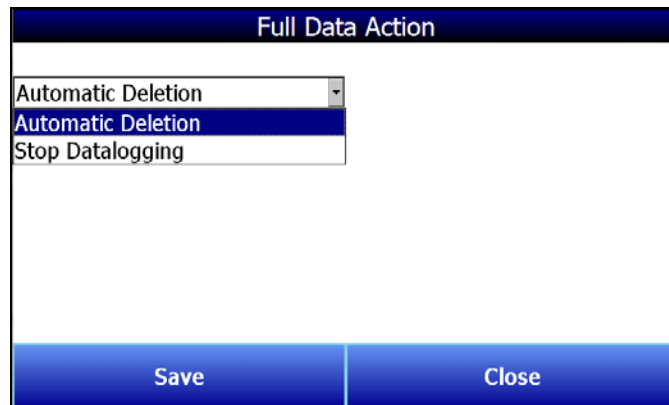 Full Data Action
Automatic Deletion
Automatic Deletion
Stop Datalogging
Save Close